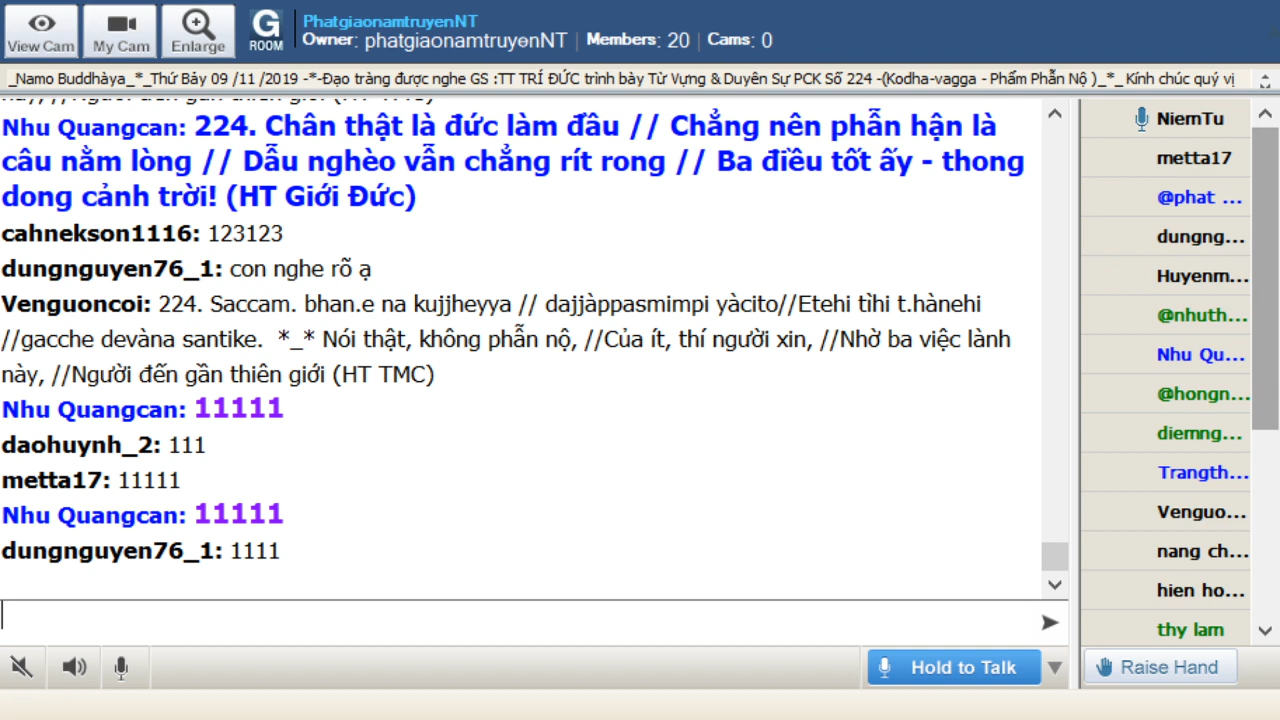 View Cam
My Cam
Enlarge
G
ROOM
PhatgiaonamtruyenNT
Owner: phatgiaonamtruyenNT | Members: 20 | Cams: 0
_Namo Buddhàya_*_Thứ Bảy 09 /11 /2019 -*-Đạo tràng được nghe GS :TT TRÍ ĐỨC trình bày Từ Vựng & Duyên Sự PCK Số 224 -(Kodha-vagga - Phẩm Phẫn Nộ )_*_ Kính chúc quý vị
Nhu Quangcan: 224. Chân thật là đức làm đầu // Chẳng nên phẫn hận là
câu nằm lòng // Dẫu nghèo vẫn chẳng rít rong // Ba điều tốt ấy - thong
dong cảnh trời! (HT Giới Đức)
cahnekson1116: 123123
dungnguyen76_1: con nghe rõ ạ
Venguoncoi: 224. Saccam. bhan.e na kujjheyya // dajjàppasmimpi yàcito//Etehi tìhi t.hànehi
//gacche devàna santike. *_* Nói thật, không phẫn nộ, //Của ít, thí người xin, //Nhờ ba việc lành
này, //Người đến gần thiên giới (HT TMC)
Nhu Quangcan: 11111
daohuynh_2: 111
metta17: 11111
Nhu Quangcan: 11111
dungnguyen76_1: 1111
NiemTu
metta17
@phat ...
dungng...
Huyenm...
@nhuth...
Nhu Qu...
@hongn...
diemng...
Trangth...
Venguo...
nang ch...
hien ho...
thy lam
Hold to Talk
Raise Hand